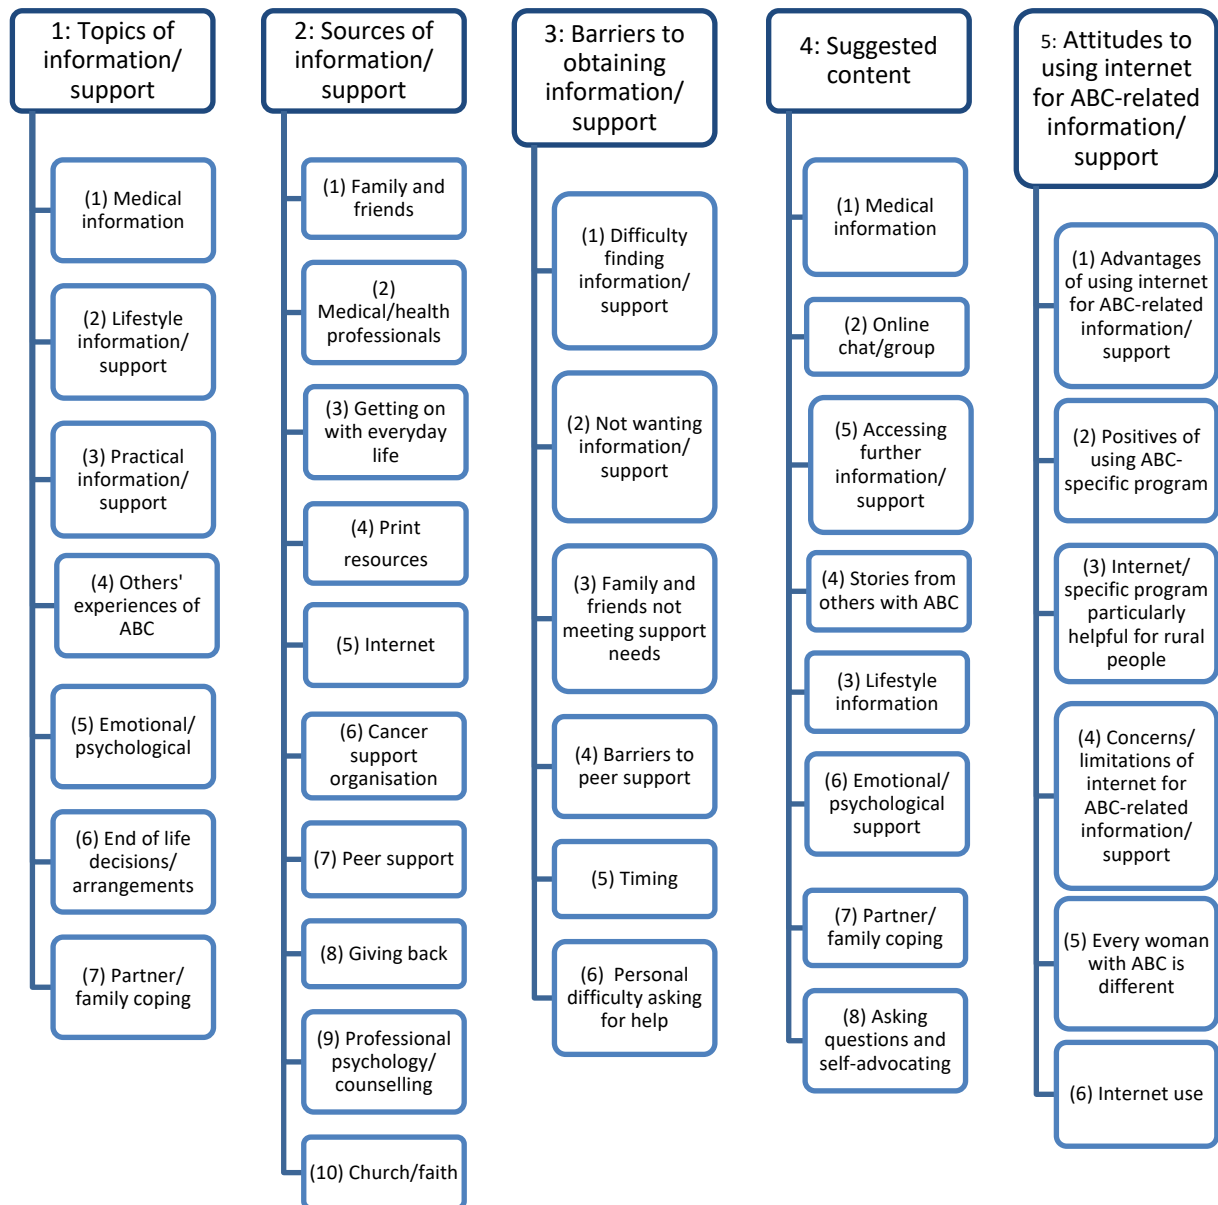 1: Topics of
information/
support
(1) Medical
information
(2) Lifestyle
information/
support
(3) Practical
information/
support
(4) Others'
experiences of
ABC
(5) Emotional/
psychological
(6) End of life
decisions/
arrangements
(7) Partner/
family coping
2: Sources of
information/
support
(1) Family and
friends
(2)
Medical/health
professionals
(3) Getting on
with everyday
life
(4) Print
resources
(5) Internet
(6) Cancer
support
organisation
(7) Peer support
(8) Giving back
(9) Professional
psychology/
counselling
(10) Church/faith
3: Barriers to
obtaining
information/
support
(1) Difficulty
finding
information/
support
(2) Not wanting
information/
support
(3) Family and
friends not
meeting support
needs
(4) Barriers to
peer support
(5) Timing
(6) Personal
difficulty asking
for help
4: Suggested
content
(1) Medical
information
(2) Online
chat/group
(5) Accessing
further
information/
support
(4) Stories from
others with ABC
(3) Lifestyle
information
(6) Emotional/
psychological
support
(7) Partner/
family coping
(8) Asking
questions and
self-advocating
5: Attitudes to
using internet
for ABC-related
information/
support
(1) Advantages
of using internet
for ABC-related
information/
support
(2) Positives of
using ABC-
specific program
(3) Internet/
specific program
particularly
helpful for rural
people
(4) Concerns/
limitations of
internet for
ABC-related
information/
support
(5) Every woman
with ABC is
different
(6) Internet use